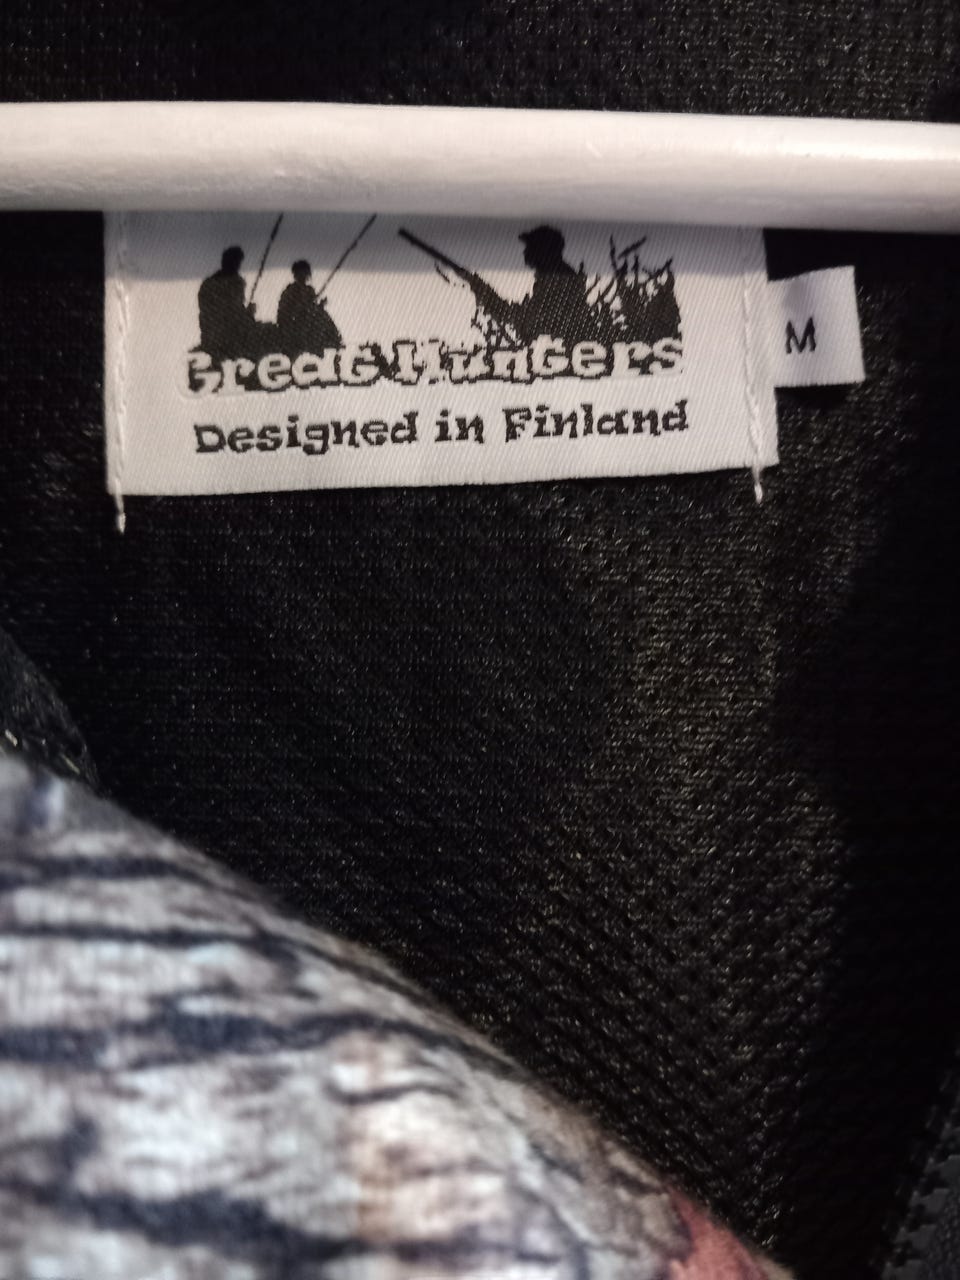 Great Hunters
Designed in Finland
M